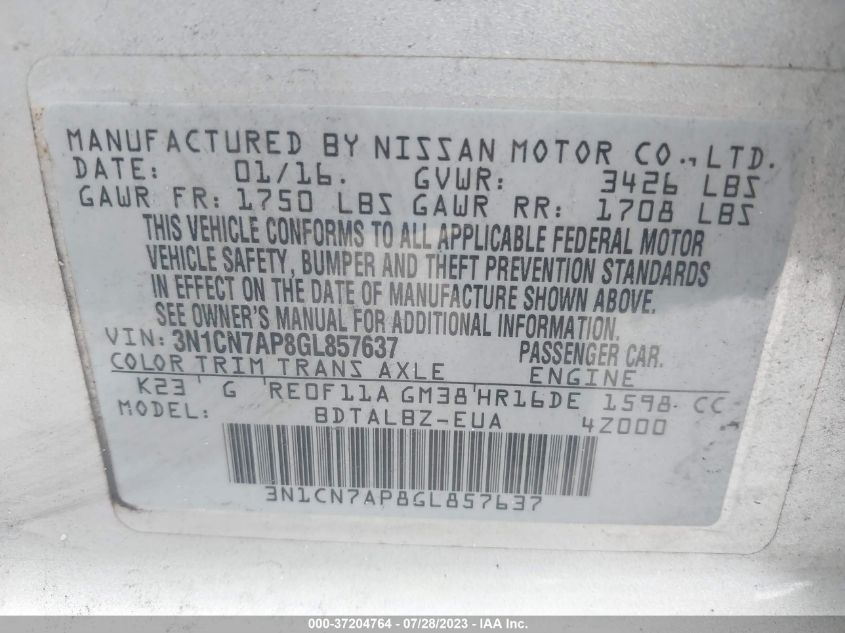 MANUFACTURED BY NISSAN MOTOR CO., LTD.
DATE: 01/16. GVWR: 3426 LBS
GAWR FR: 1750 LBS GAWR RR: 1708 LBS
THIS VEHICLE CONFORMS TO ALL APPLICABLE FEDERAL MOTOR
VEHICLE SAFETY, BUMPER AND THEFT PREVENTION STANDARDS
IN EFFECT ON THE DATE OF MANUFACTURE SHOWN ABOVE.
SEE OWNER'S MANUAL FOR ADDITIONAL INFORMATION.
VIN: 3N1CN7AP8GL857637 PASSENGER CAR.
COLOR TRIM TRANS AXLE ENGINE
K23 G RE0F11A GM38 HR16DE 1598 CC
MODEL: BDTALBZ-EUA 4Z000
3N1CN7AP8GL857637
000-37204764 - 07/28/2023 - IAA Inc.